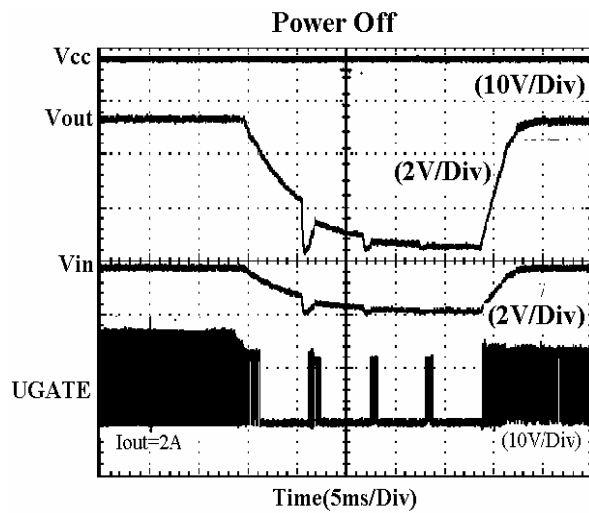 Power Off
Vcc
(10V/Div)
Vout
(2V/Div)
Vin
(2V/Div)
UGATE
Iout=2A
(10V/Div)
Time(5ms/Div)